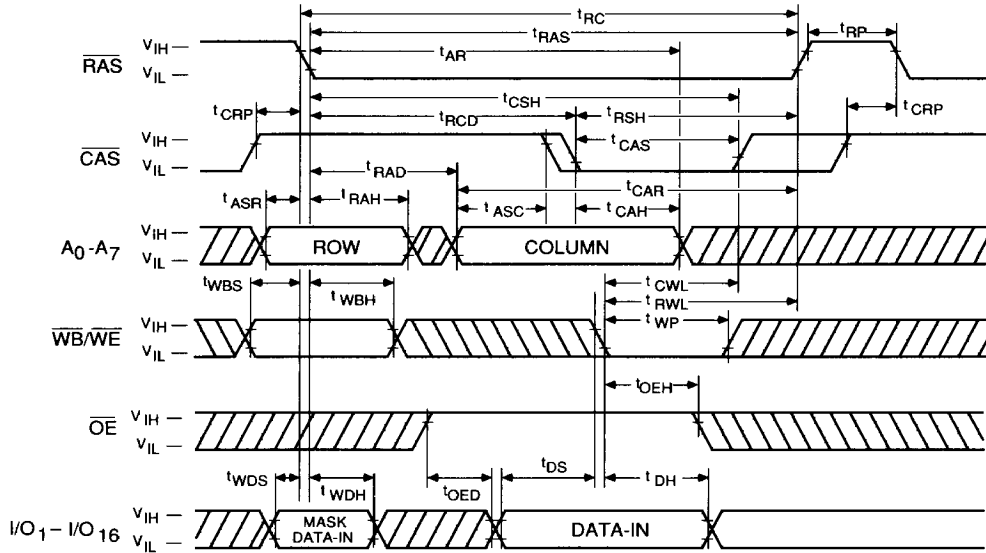 tRC
tRAS
tRP
tAR
RAS
VIH
VIL
tCSH
tCRP
tRCD
tRSH
tCRP
CAS
VIH
VIL
tCAS
tRAD
tCAR
tASR
tRAH
tASC
tCAH
A0-A7
VIH
VIL
ROW
COLUMN
tWBS
tWBH
tCWL
tRWL
tWP
WB/WE
VIH
VIL
tOEH
OE
VIH
VIL
tWDS
tWDH
tOED
tDS
tDH
I/O1 – I/O16
VIH
VIL
MASK
DATA-IN
DATA-IN